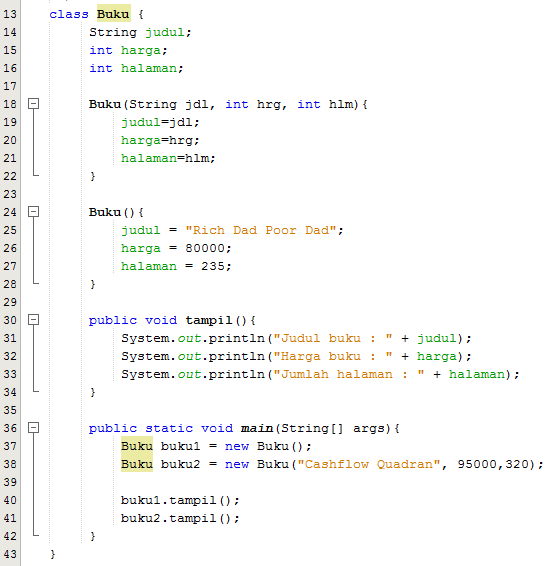 13 class Buku {
14 String judul;
15 int harga;
16 int halaman;
17
18 Buku(String jdl, int hrg, int hlm){
19 judul=jdl;
20 harga=hrg;
21 halaman=hlm;
22 }
23
24 Buku(){
25 judul = "Rich Dad Poor Dad";
26 harga = 80000;
27 halaman = 235;
28 }
29
30 public void tampil(){
31 System.out.println("Judul buku : " + judul);
32 System.out.println("Harga buku : " + harga);
33 System.out.println("Jumlah halaman : " + halaman);
34 }
35
36 public static void main(String[] args){
37 Buku buku1 = new Buku();
38 Buku buku2 = new Buku("Cashflow Quadran", 95000,320);
39
40 buku1.tampil();
41 buku2.tampil();
42 }
43 }